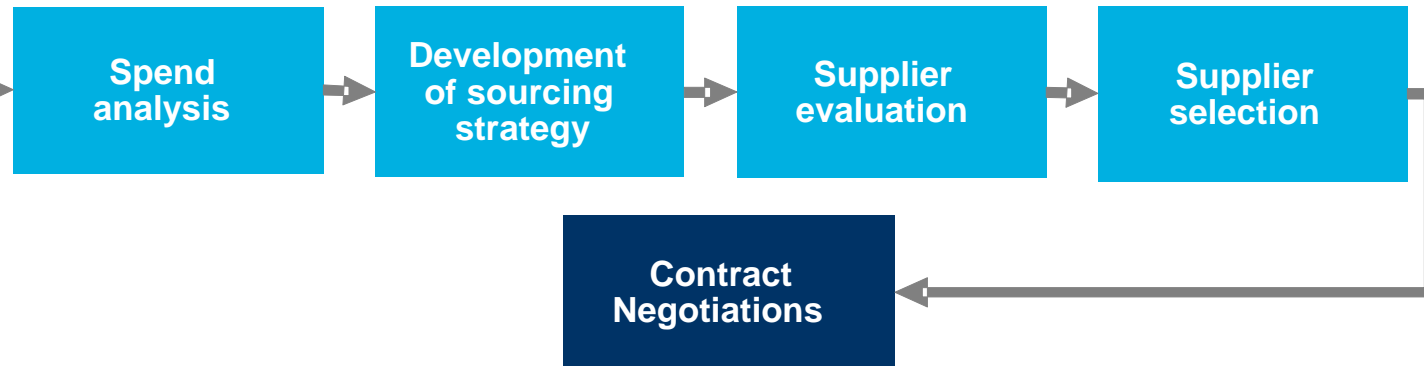 Spend
analysis
Development
of sourcing
strategy
Supplier
evaluation
Supplier
selection
Contract
Negotiations